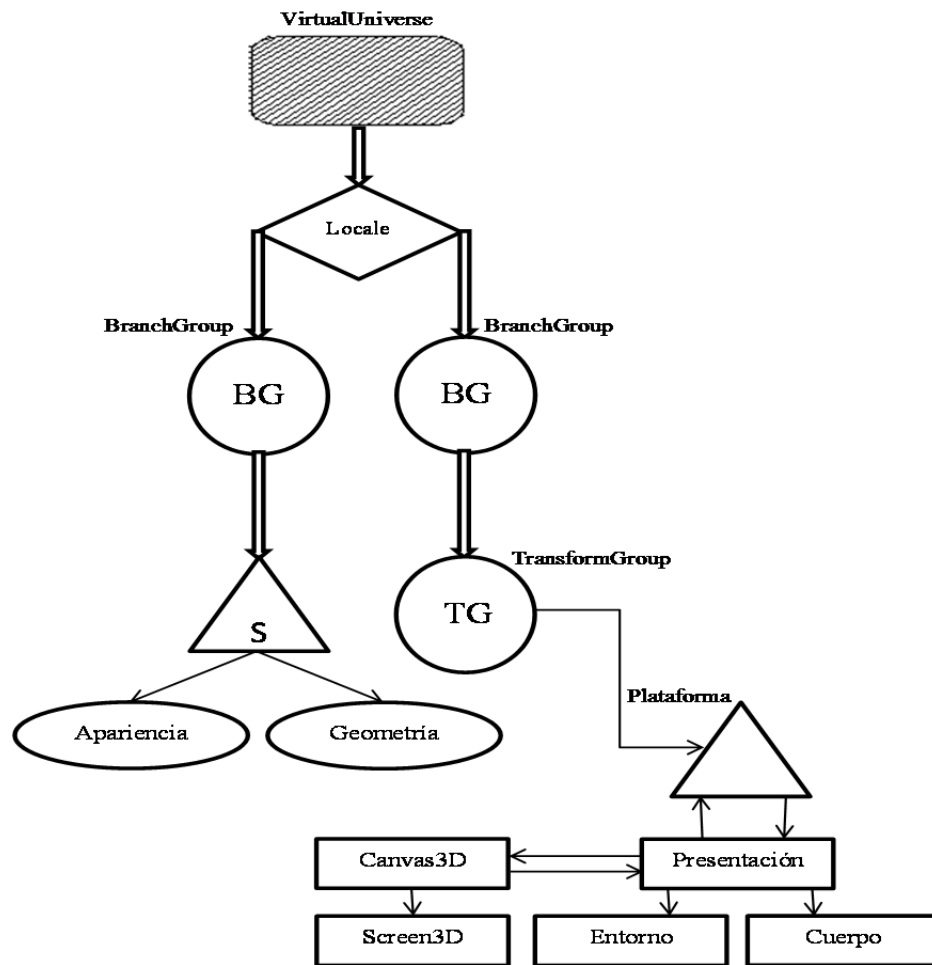 VirtualUniverse
Locale
BranchGroup
BranchGroup
BG
BG
TransformGroup
S
TG
Plataforma
Apariencia
Geometría
Canvas3D
Presentación
Screen3D
Entorno
Cuerpo